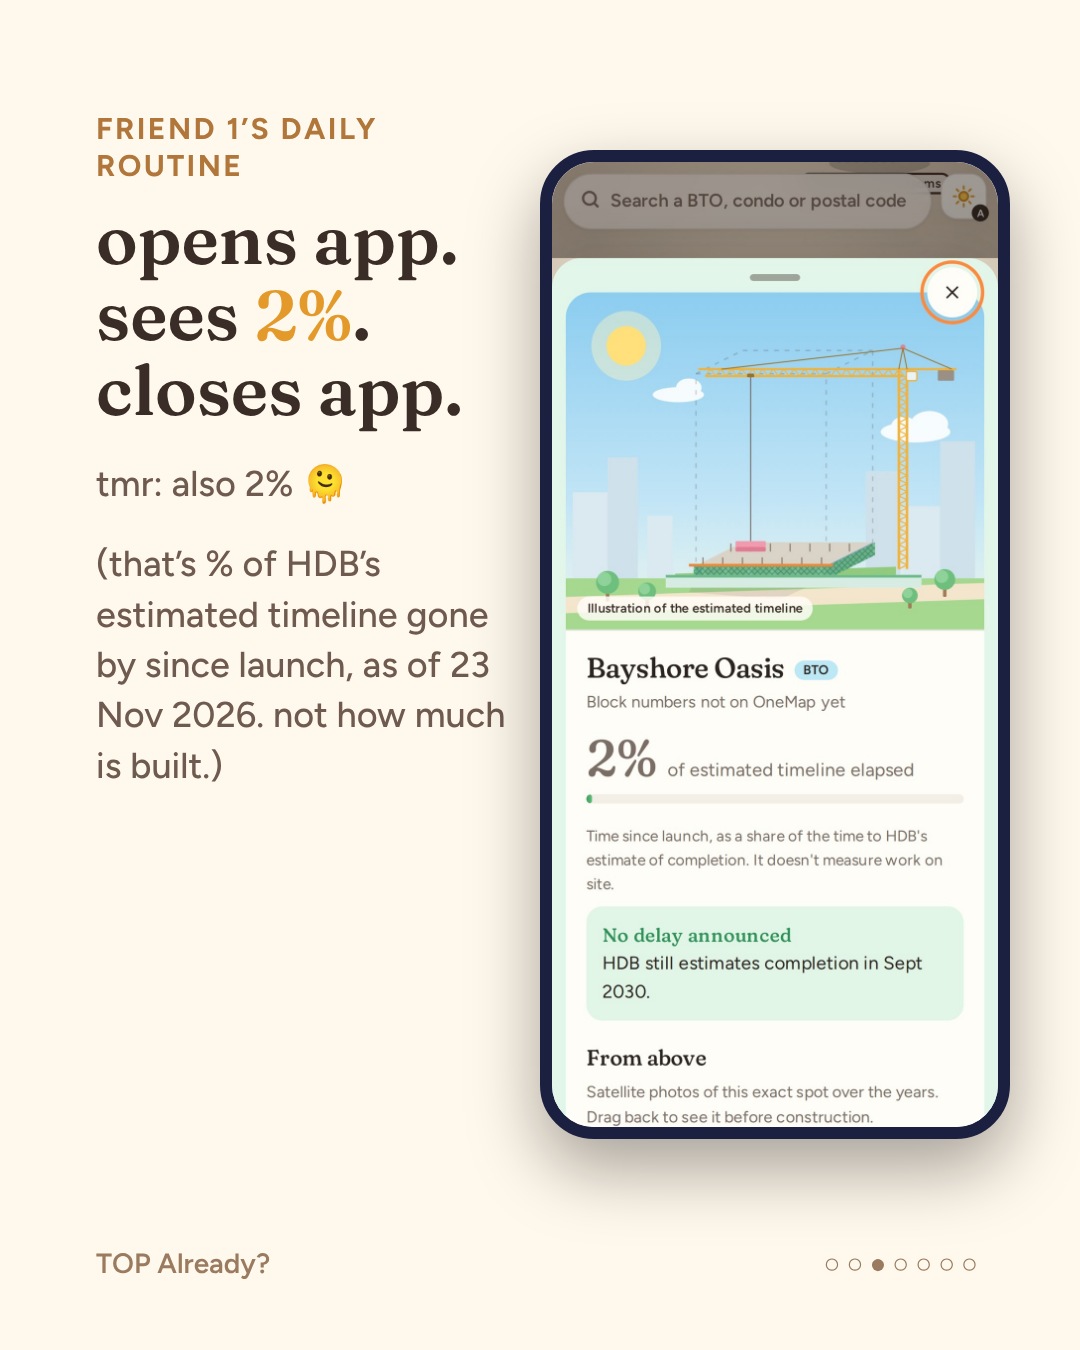 FRIEND 1’S DAILY
ROUTINE
opens app.
sees 2%.
closes app.
tmr: also 2% 🫠
(that’s % of HDB’s
estimated timeline gone
by since launch, as of 23
Nov 2026. not how much
is built.)
Search a BTO, condo or postal code
A
Illustration of the estimated timeline
Bayshore Oasis BTO
Block numbers not on OneMap yet
2% of estimated timeline elapsed
Time since launch, as a share of the time to HDB's
estimate of completion. It doesn't measure work on
site.
No delay announced
HDB still estimates completion in Sept
2030.
From above
Satellite photos of this exact spot over the years.
Drag back to see it before construction.
TOP Already?